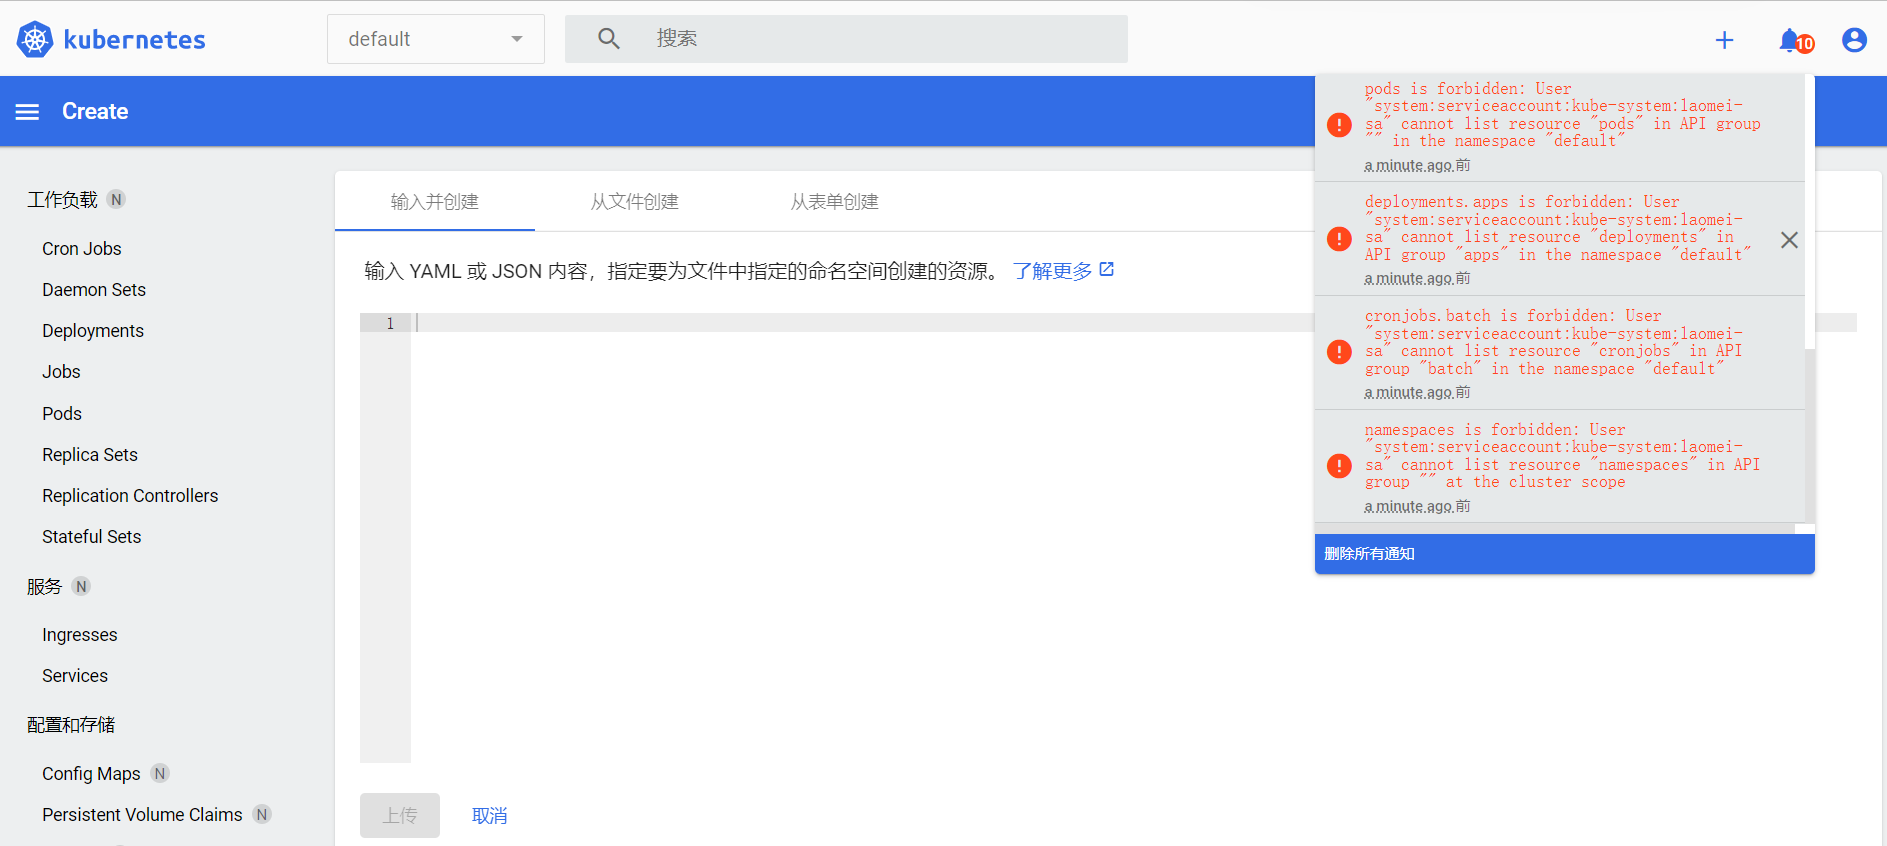 kubernetes
default
搜索
10
Create
pods is forbidden: User
"system:serviceaccount:kube-system:laomei-
sa" cannot list resource "pods" in API group
"" in the namespace "default"
a minute ago 前
deployments.apps is forbidden: User
"system:serviceaccount:kube-system:laomei-
sa" cannot list resource "deployments" in
API group "apps" in the namespace "default"
a minute ago 前
cronjobs.batch is forbidden: User
"system:serviceaccount:kube-system:laomei-
sa" cannot list resource "cronjobs" in API
group "batch" in the namespace "default"
a minute ago 前
namespaces is forbidden: User
"system:serviceaccount:kube-system:laomei-
sa" cannot list resource "namespaces" in API
group "" at the cluster scope
a minute ago 前
删除所有通知
工作负载 N
Cron Jobs
Daemon Sets
Deployments
Jobs
Pods
Replica Sets
Replication Controllers
Stateful Sets
服务 N
Ingresses
Services
配置和存储
Config Maps N
Persistent Volume Claims N
输入并创建
从文件创建
从表单创建
输入 YAML 或 JSON 内容，指定要为文件中指定的命名空间创建的资源。 了解更多
1
上传
取消